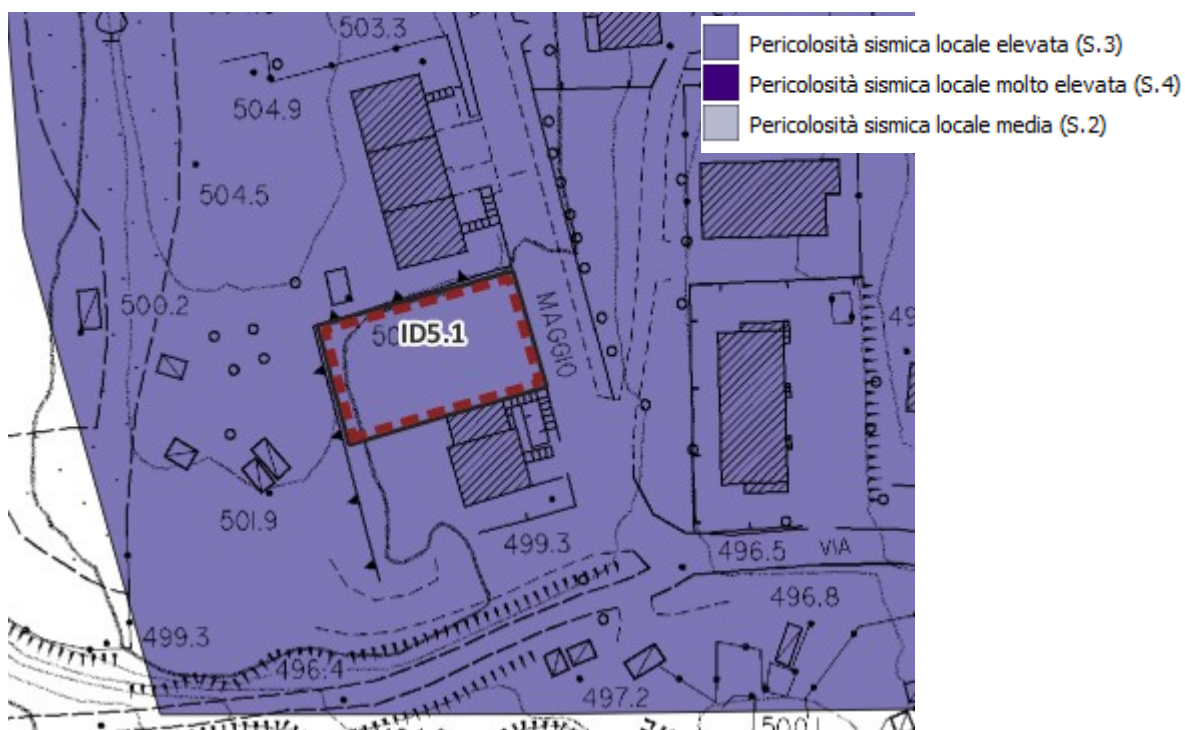 Pericolosità sismica locale elevata (S.3)
Pericolosità sismica locale molto elevata (S.4)
Pericolosità sismica locale media (S.2)
503.3
504.9
504.5
500.2
MAGGIO
ID5.1
501.9
499.3
496.5
VIA
496.8
499.3
496.4
497.2